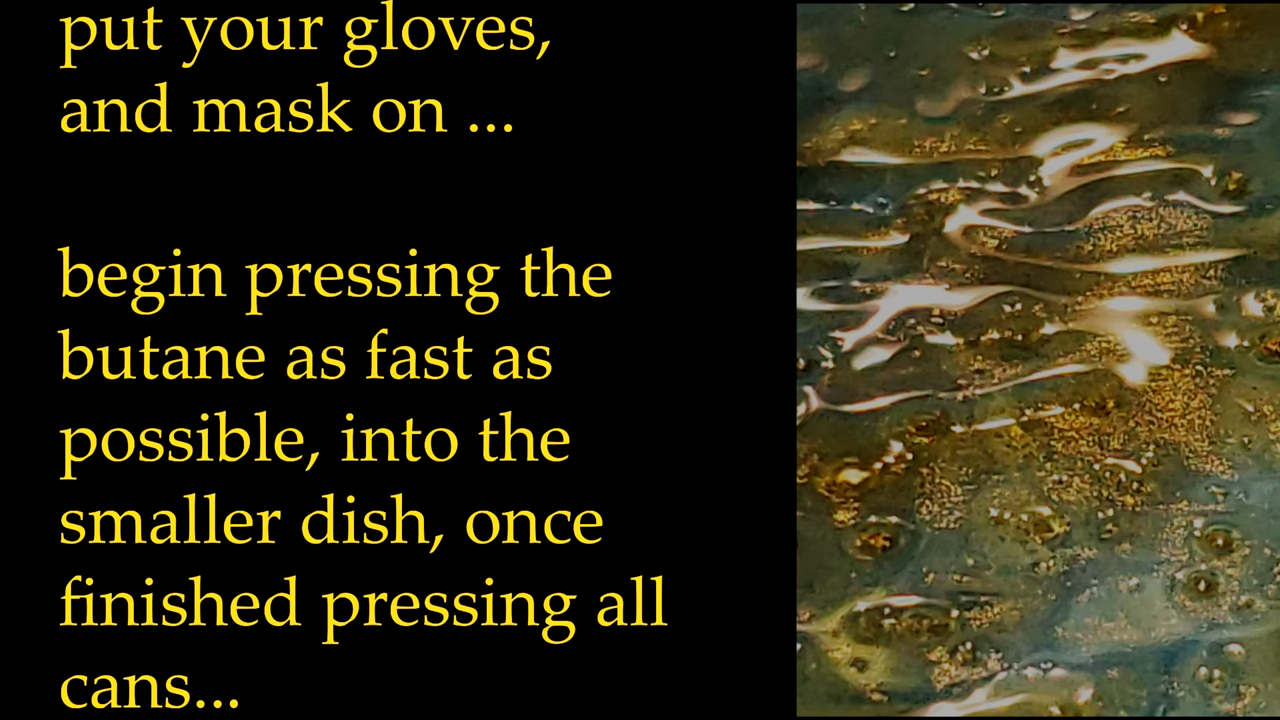 put your gloves,
and mask on ...
begin pressing the
butane as fast as
possible, into the
smaller dish, once
finished pressing all
cans...